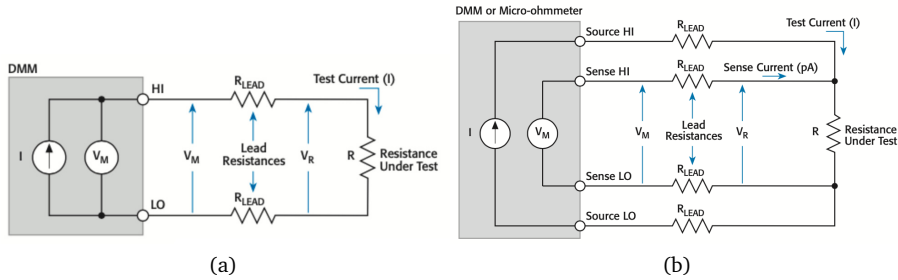 DMM
HI
R_LEAD
Test Current (I)
I
V_M
V_M
Lead
Resistances
V_R
R
Resistance
Under Test
R_LEAD
LO
(a)
DMM or Micro-ohmmeter
Source HI
R_LEAD
Test Current (I)
Sense HI
R_LEAD
Sense Current (pA)
I
V_M
V_M
Lead
Resistances
V_R
R
Resistance
Under Test
Sense LO
R_LEAD
Source LO
R_LEAD
(b)